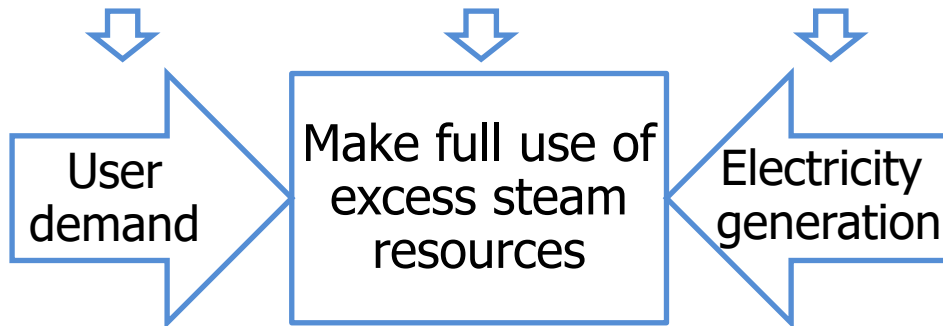 User
demand
Make full use of
excess steam
resources
Electricity
generation